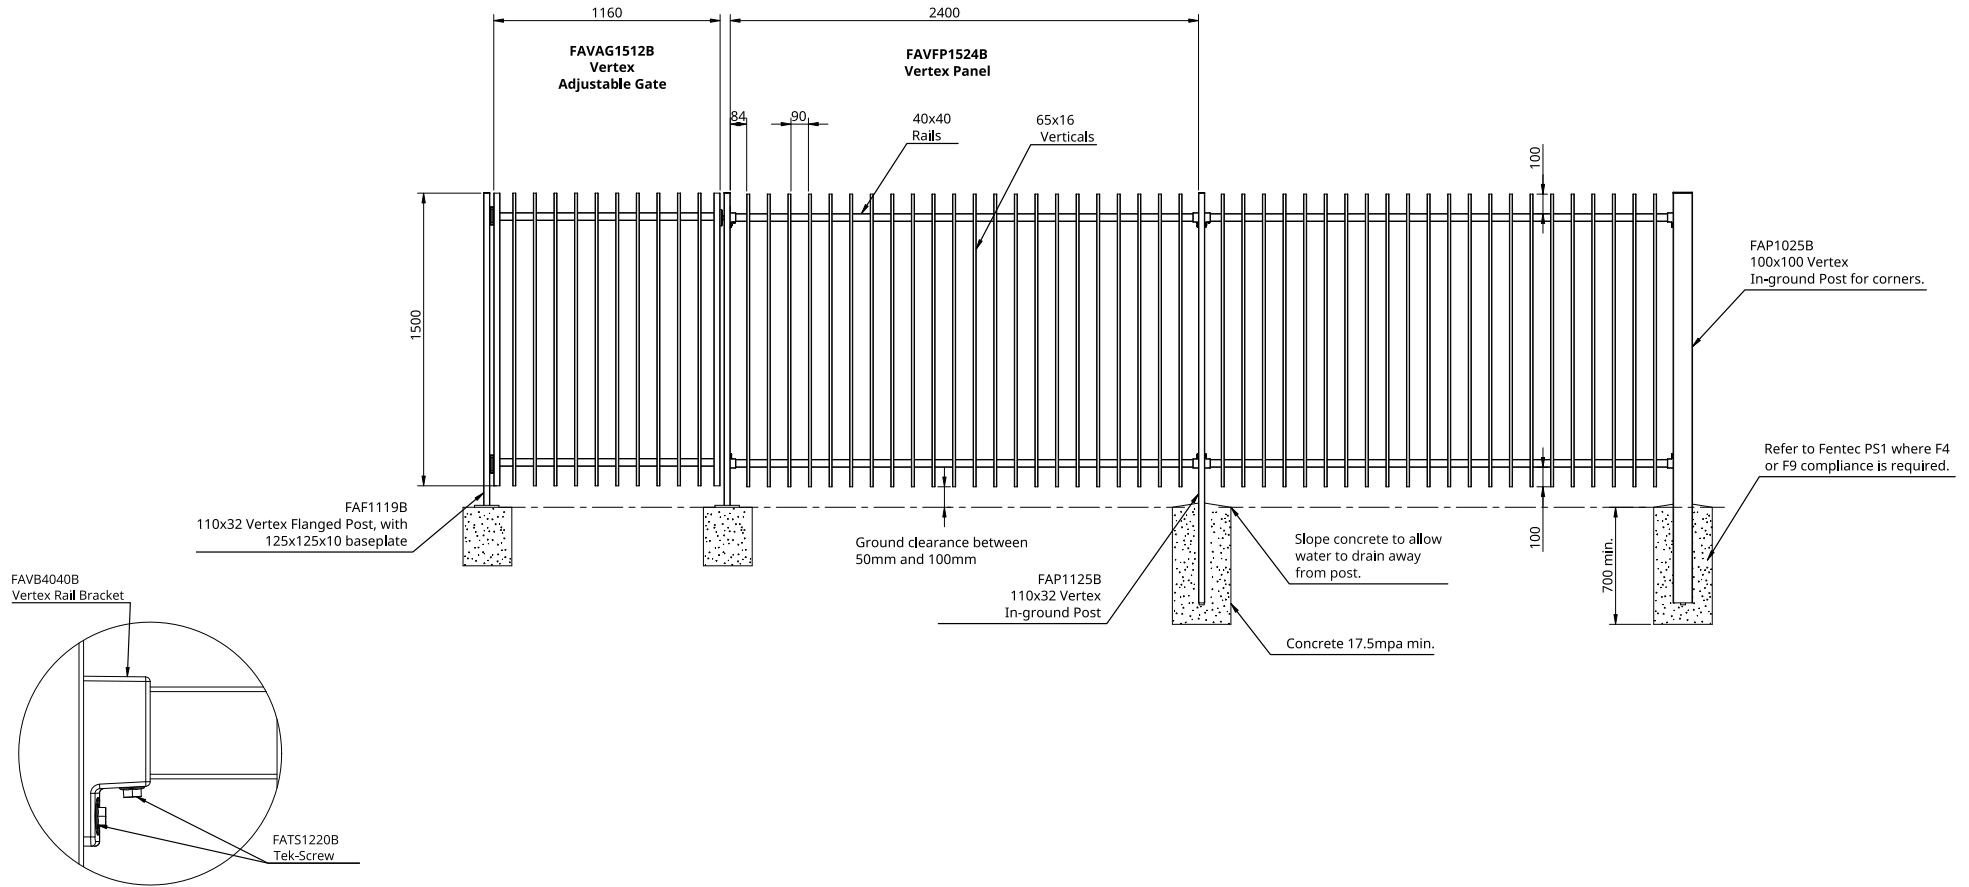 1160
2400
FAVAG1512B
Vertex
Adjustable Gate
FAVFP1524B
Vertex Panel
84
90
40x40
Rails
65x16
Verticals
100
1500
FAP1025B
100x100 Vertex
In-ground Post for corners.
Refer to Fentec PS1 where F4
or F9 compliance is required.
FAF1119B
110x32 Vertex Flanged Post, with
125x125x10 baseplate
Ground clearance between
50mm and 100mm
FAP1125B
110x32 Vertex
In-ground Post
Slope concrete to allow
water to drain away
from post.
100
700 min.
Concrete 17.5mpa min.
FAVB4040B
Vertex Rail Bracket
FATS1220B
Tek-Screw